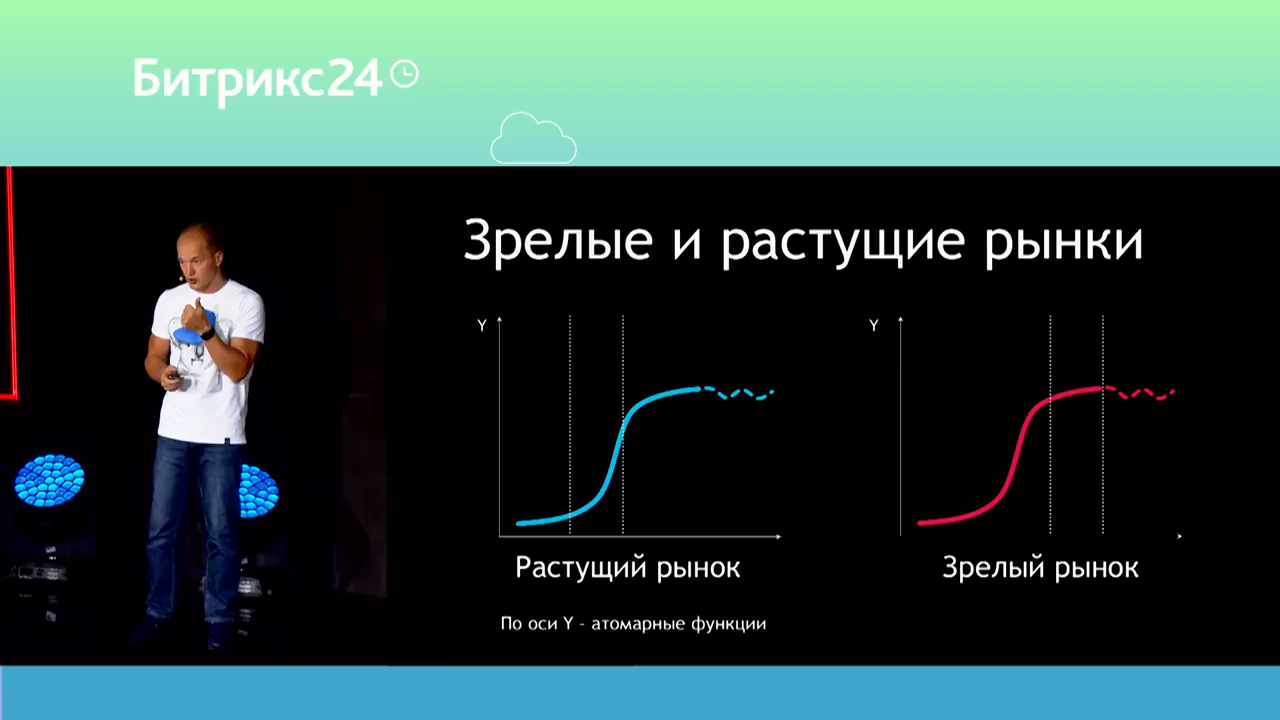 Битрикс24
Зрелые и растущие рынки
Y
Y
Растущий рынок
Зрелый рынок
По оси Y – атомарные функции